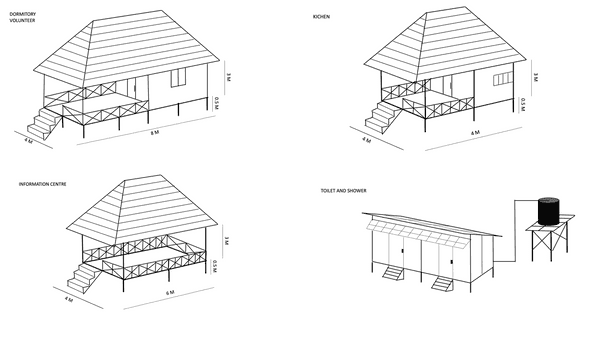 DORMITORY
VOLUNTEER
3 M
0.5 M
4 M
8 M
KICHEN
3 M
0.5 M
4 M
6 M
INFORMATION CENTRE
3 M
0.5 M
4 M
6 M
TOILET AND SHOWER